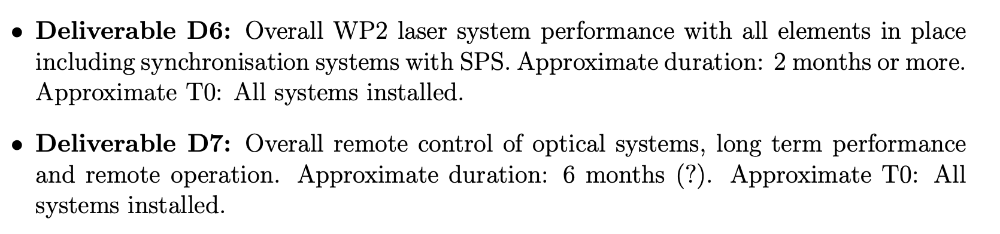 • Deliverable D6: Overall WP2 laser system performance with all elements in place
including synchronisation systems with SPS. Approximate duration: 2 months or more.
Approximate T0: All systems installed.
• Deliverable D7: Overall remote control of optical systems, long term performance
and remote operation. Approximate duration: 6 months (?). Approximate T0: All
systems installed.